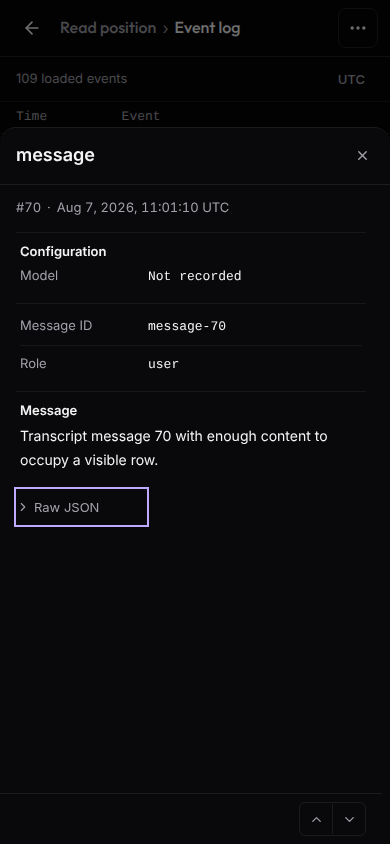 Read position › Event log
109 loaded events UTC
Time Event
message
#70 · Aug 7, 2026, 11:01:10 UTC
Configuration
Model Not recorded
Message ID message-70
Role user
Message
Transcript message 70 with enough content to
occupy a visible row.
Raw JSON